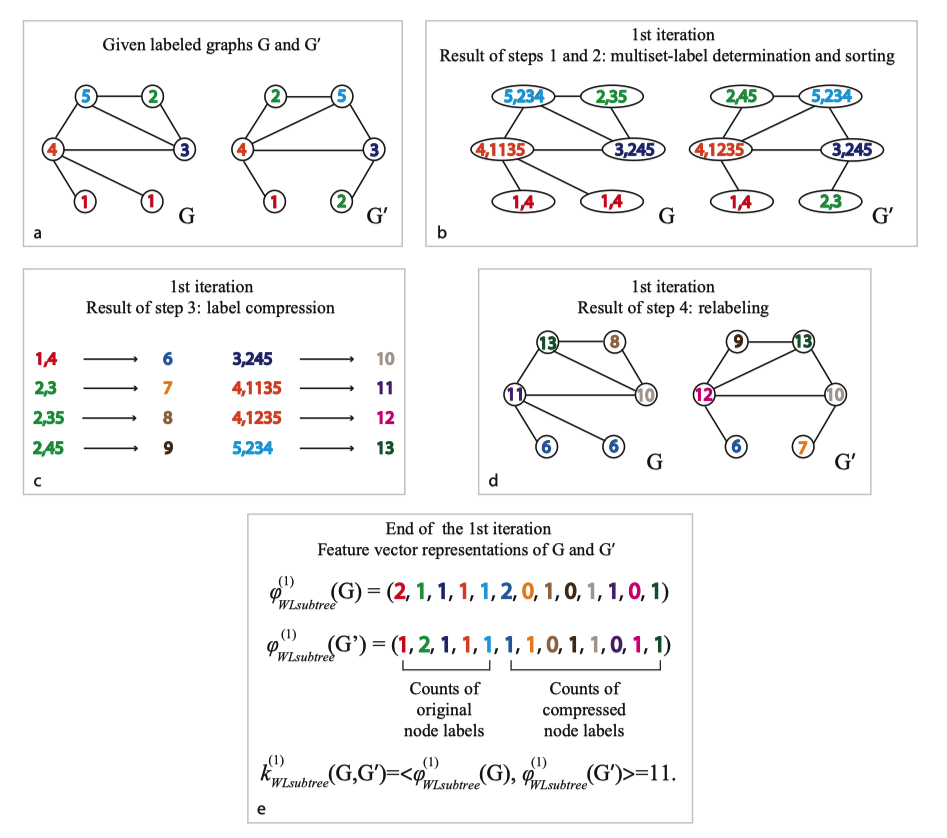 Given labeled graphs G and G′
5 2 2 5
4 3 4 3
1 1 G 1 2 G′
a
1st iteration
Result of steps 1 and 2: multiset-label determination and sorting
5,234 2,35 2,45 5,234
4,1135 3,245 4,1235 3,245
1,4 1,4 G 1,4 2,3 G′
b
1st iteration
Result of step 3: label compression
1,4 → 6 3,245 → 10
2,3 → 7 4,1135 → 11
2,35 → 8 4,1235 → 12
2,45 → 9 5,234 → 13
c
1st iteration
Result of step 4: relabeling
13 8 9 13
11 10 12 10
6 6 G 6 7 G′
d
End of the 1st iteration
Feature vector representations of G and G′
φ(1)WLsubtree(G) = (2, 1, 1, 1, 1, 2, 0, 1, 0, 1, 1, 0, 1)
φ(1)WLsubtree(G’) = (1, 2, 1, 1, 1, 1, 1, 0, 1, 1, 0, 1, 1)
Counts of original node labels
Counts of compressed node labels
k(1)WLsubtree(G,G′)=<φ(1)WLsubtree(G), φ(1)WLsubtree(G′)>=11.
e